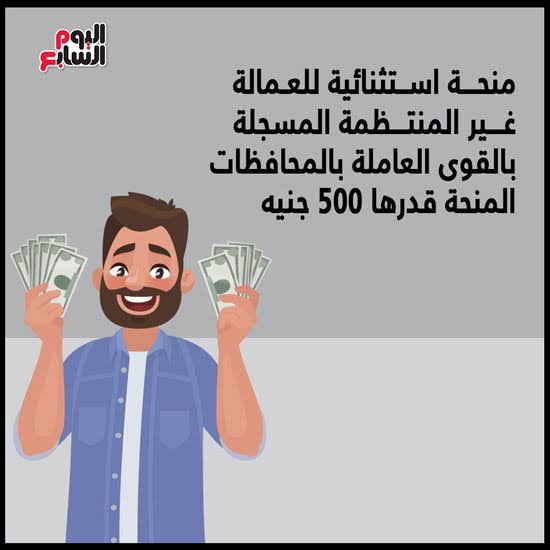 اليوم
السابع
منحة استثنائية للعمالة
غير المنتظمة المسجلة
بالقوى العاملة بالمحافظات
المنحة قدرها 500 جنيه